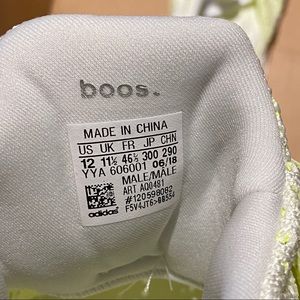 boos.
MADE IN CHINA
US UK FR JP CHN
12 11½ 46⅔ 300 290
YYA 606001 06/18
MALE/MALE
ART AQ0481
#120598082
adidas